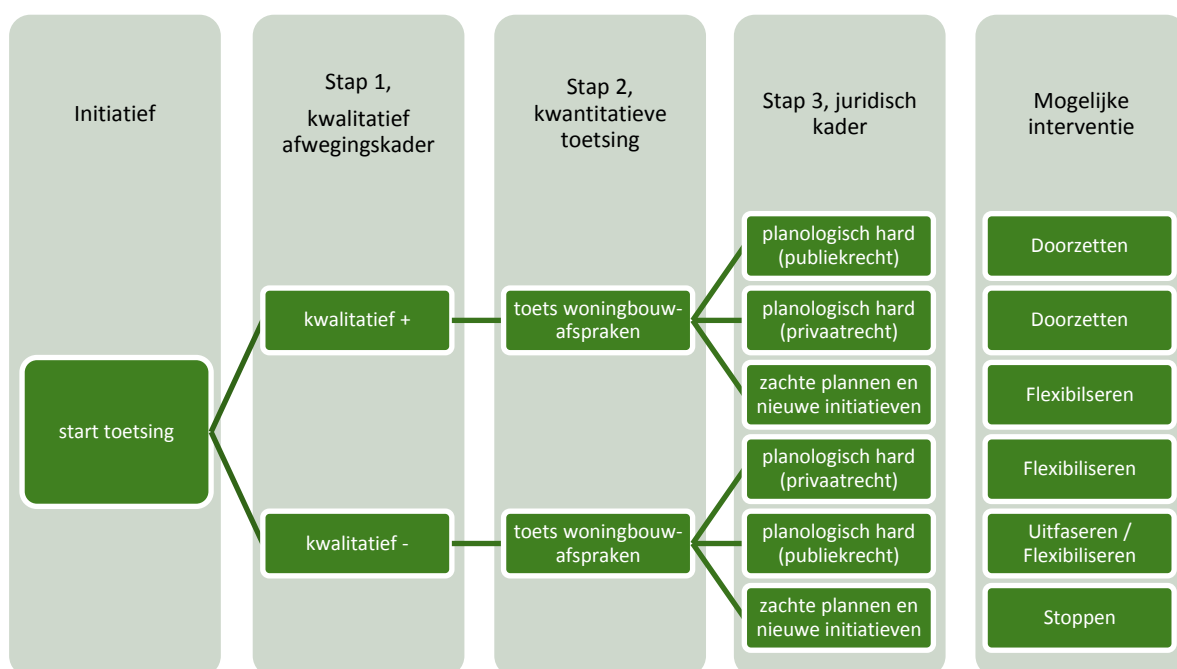 Initiatief
Stap 1,
kwalitatief
afwegingskader
Stap 2,
kwantitatieve
toetsing
Stap 3, juridisch
kader
Mogelijke
interventie
start toetsing
kwalitatief +
kwalitatief -
toets woningbouw-
afspraken
toets woningbouw-
afspraken
planologisch hard
(publiekrecht)
planologisch hard
(privaatrecht)
zachte plannen en
nieuwe initiatieven
planologisch hard
(privaatrecht)
planologisch hard
(publiekrecht)
zachte plannen en
nieuwe initiatieven
Doorzetten
Doorzetten
Flexibilseren
Flexibiliseren
Uitfaseren /
Flexibiliseren
Stoppen